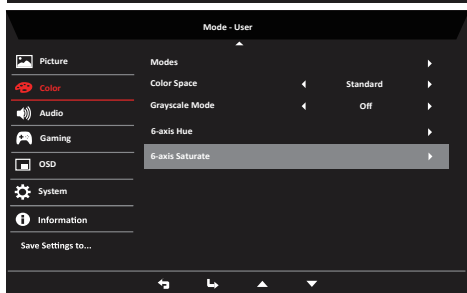 Mode - User
Picture
Color
Audio
Gaming
OSD
System
Information
Save Settings to...
Modes
Color Space Standard
Grayscale Mode Off
6-axis Hue
6-axis Saturate